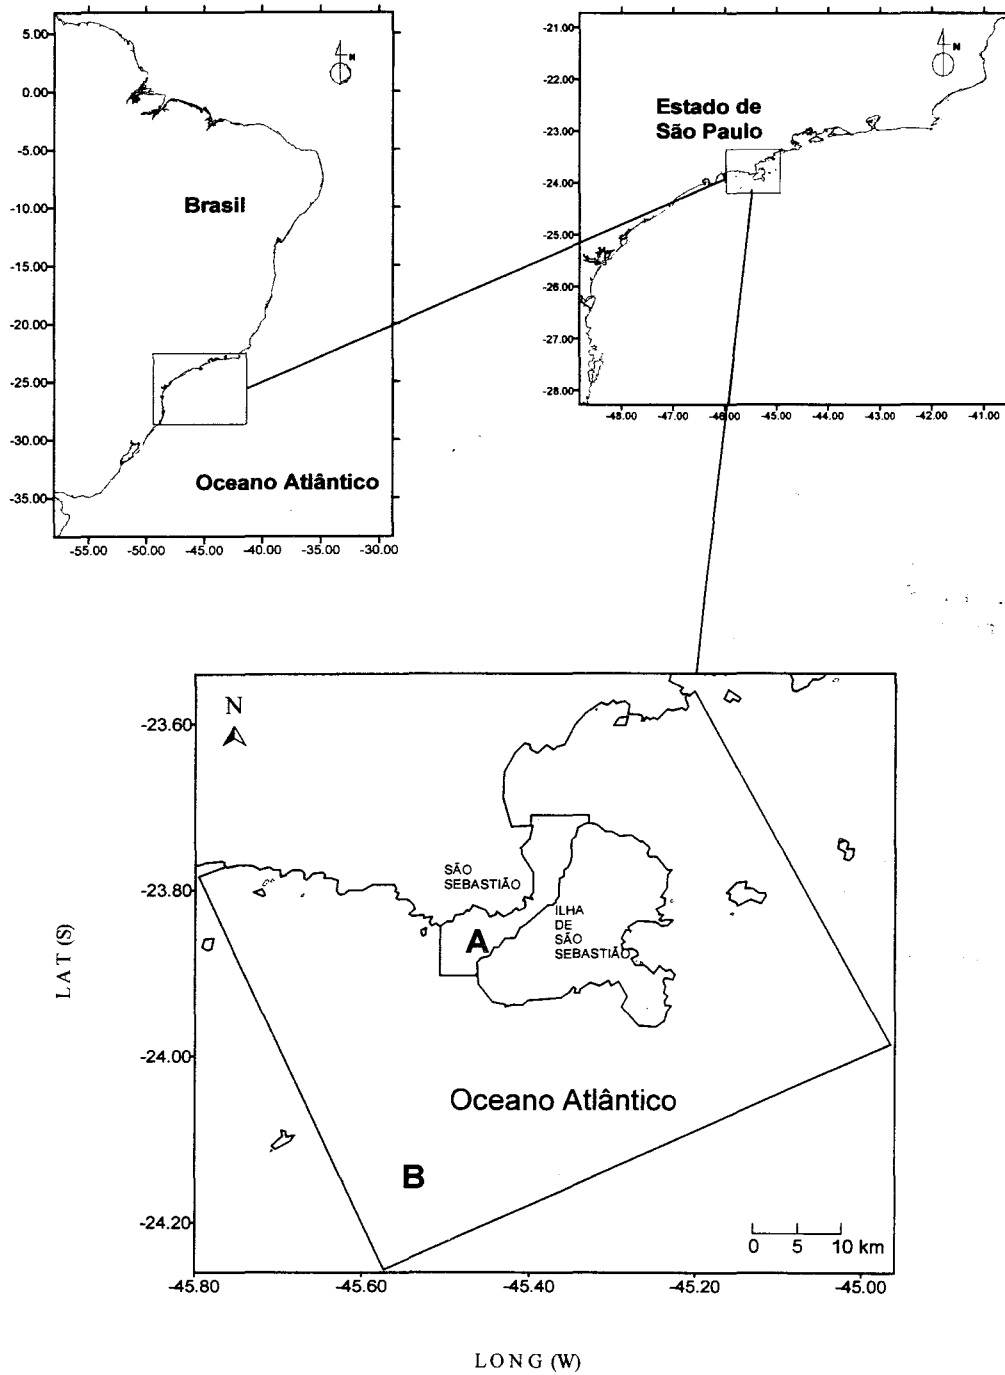 5.00
0.00
-5.00
-10.00
-15.00
-20.00
-25.00
-30.00
-35.00
N
Brasil
Oceano Atlântico
-55.00 -50.00 -45.00 -40.00 -35.00 -30.00
-21.00
-22.00
-23.00
-24.00
-25.00
-26.00
-27.00
-28.00
N
Estado de
São Paulo
-48.00 -47.00 -46.00 -45.00 -44.00 -43.00 -42.00 -41.00
LAT (S)
-23.60
-23.80
-24.00
-24.20
N
SÃO
SEBASTIÃO
ILHA
DE
SÃO
SEBASTIÃO
A
Oceano Atlântico
B
0 5 10 km
-45.80 -45.60 -45.40 -45.20 -45.00
LONG (W)